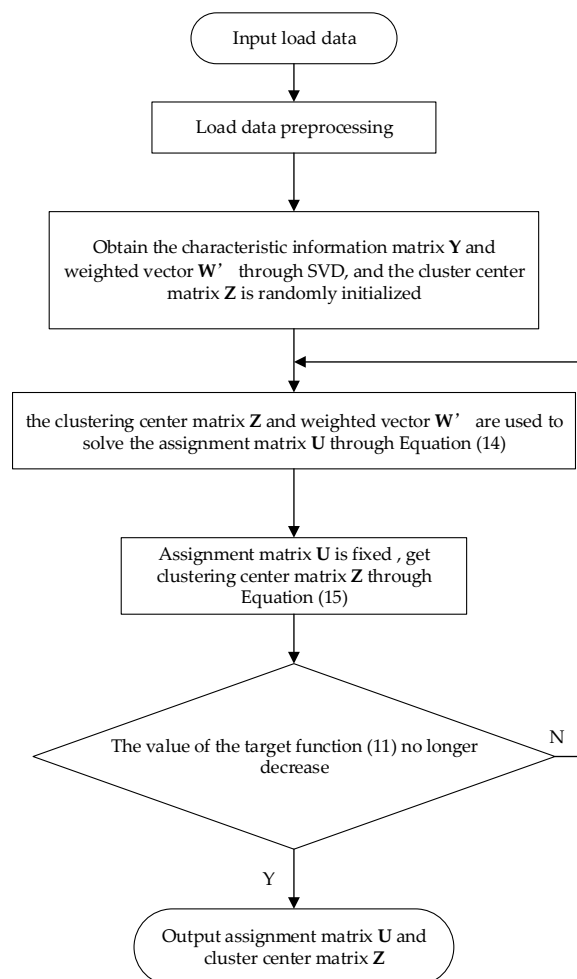 Input load data
Load data preprocessing
Obtain the characteristic information matrix Y and
weighted vector W’ through SVD, and the cluster center
matrix Z is randomly initialized
the clustering center matrix Z and weighted vector W’ are used to
solve the assignment matrix U through Equation (14)
Assignment matrix U is fixed , get
clustering center matrix Z through
Equation (15)
The value of the target function (11) no longer
decrease
N
Y
Output assignment matrix U and
cluster center matrix Z